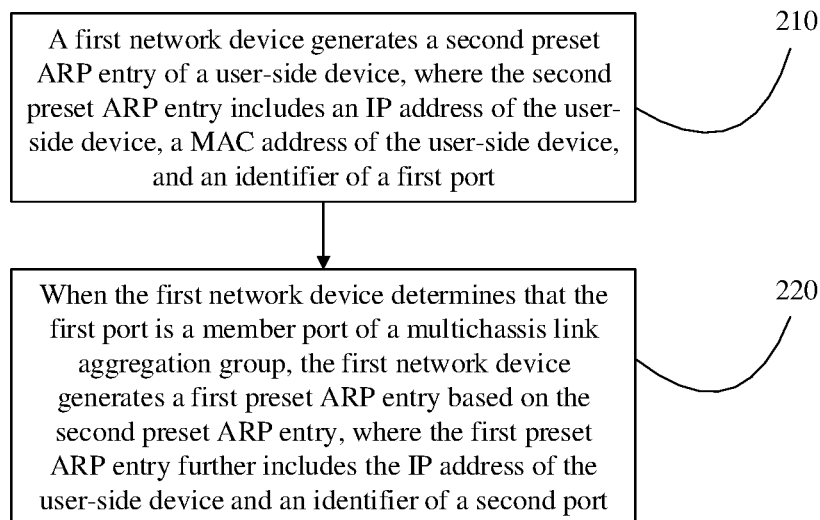 210
A first network device generates a second preset
ARP entry of a user-side device, where the second
preset ARP entry includes an IP address of the user-
side device, a MAC address of the user-side device,
and an identifier of a first port
220
When the first network device determines that the
first port is a member port of a multichassis link
aggregation group, the first network device
generates a first preset ARP entry based on the
second preset ARP entry, where the first preset
ARP entry further includes the IP address of the
user-side device and an identifier of a second port